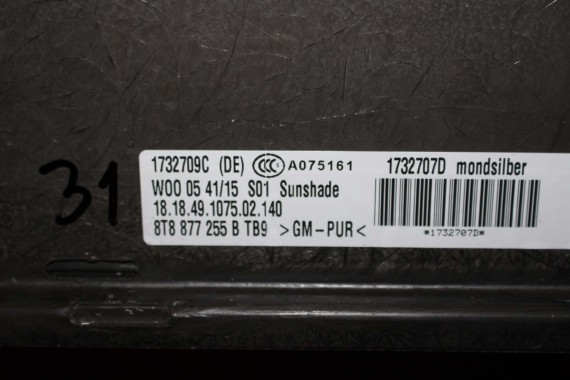 31
1732709C (DE) CCC A075161 1732707D mondsilber
WOO 05 41/15 S01 Sunshade
18.18.49.1075.02.140
8T8 877 255 B TB9 >GM-PUR<
*1732707D*